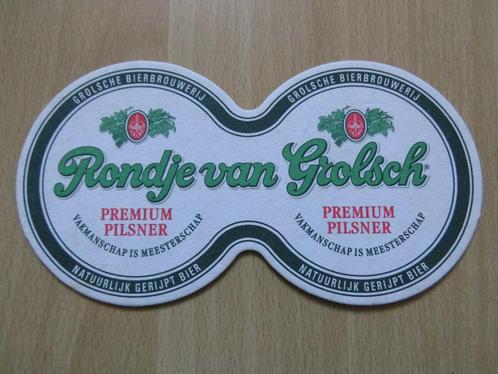 GROLSCHE BIERBROUWERIJ
GROLSCHE BIERBROUWERIJ
Rondje van Grolsch
PREMIUM
PILSNER
VAKMANSCHAP IS MEESTERSCHAP
NATUURLIJK GERIJPT BIER
PREMIUM
PILSNER
VAKMANSCHAP IS MEESTERSCHAP
NATUURLIJK GERIJPT BIER